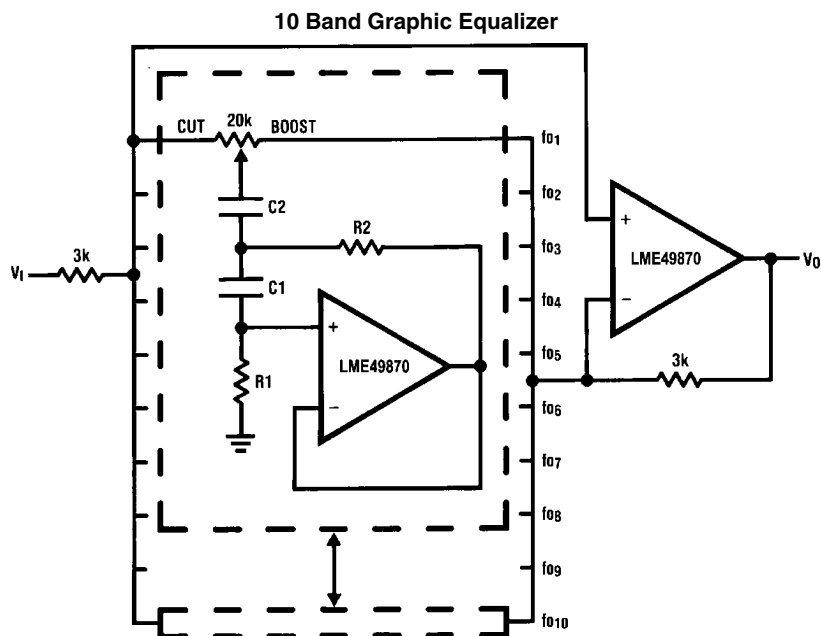 10 Band Graphic Equalizer
CUT 20k BOOST
fo1
fo2
C2
R2
fo3
3k
VI
C1
LME49870
VO
fo4
+
−
+
R1
LME49870
fo5
3k
−
fo6
fo7
fo8
fo9
fo10